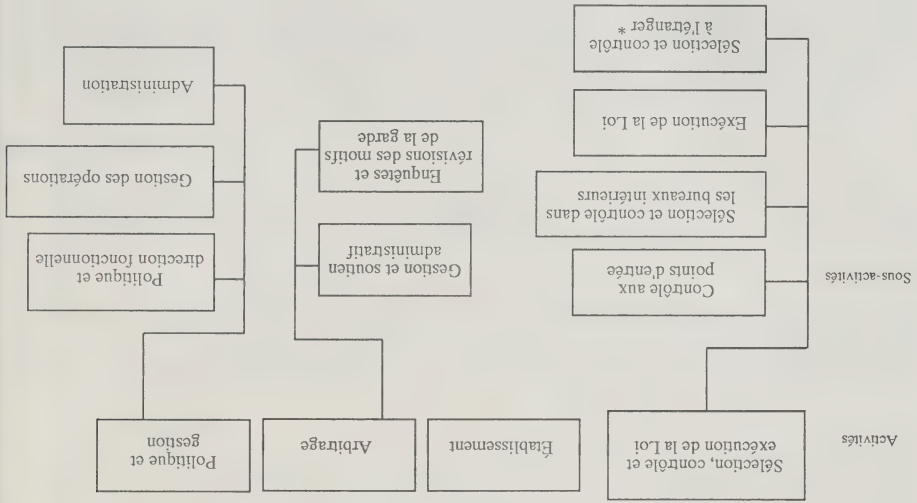 Activités
Sélection, contrôle et
exécution de la Loi
Établissement
Arbitrage
Politique et
gestion
Sous-activités
Contrôle aux
points d'entrée
Sélection et contrôle dans
les bureaux intérieurs
Exécution de la Loi
Sélection et contrôle
à l'étranger *
Gestion et soutien
administratif
Enquêtes et
révisions des motifs
de la garde
Politique et
direction fonctionnelle
Gestion des opérations
Administration